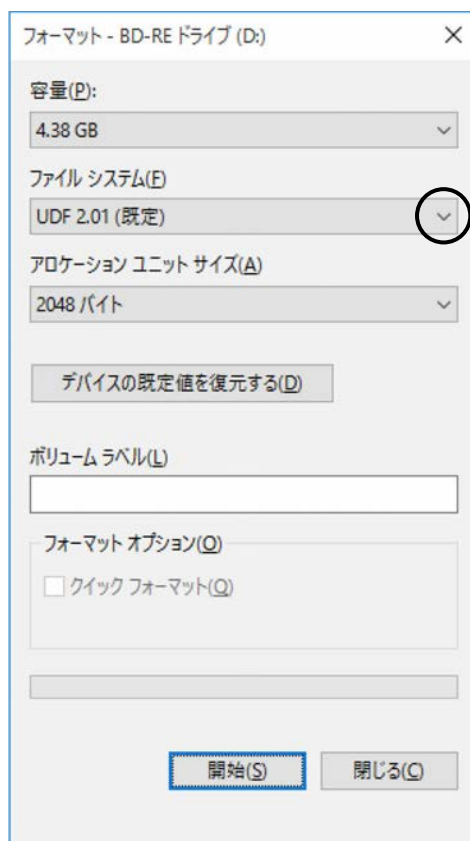 フォーマット - BD-RE ドライブ (D:)
容量(P):
4.38 GB
ファイル システム(F)
UDF 2.01 (既定)
アロケーション ユニット サイズ(A)
2048 バイト
デバイスの既定値を復元する(D)
ボリューム ラベル(L)
フォーマット オプション(O)
クイック フォーマット(Q)
開始(S)
閉じる(C)